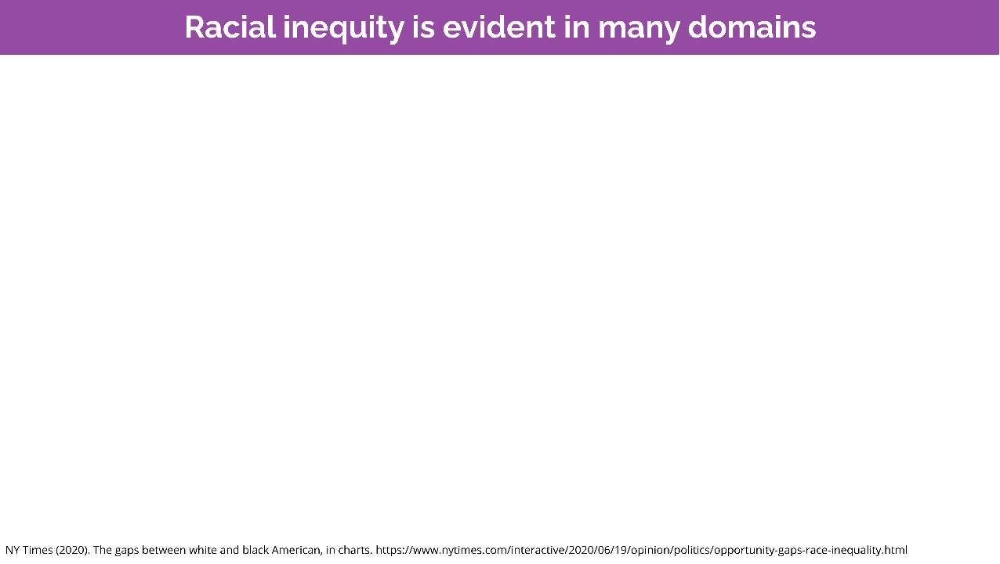 Racial inequity is evident in many domains
NY Times (2020). The gaps between white and black American, in charts. https://www.nytimes.com/interactive/2020/06/19/opinion/politics/opportunity-gaps-race-inequality.html